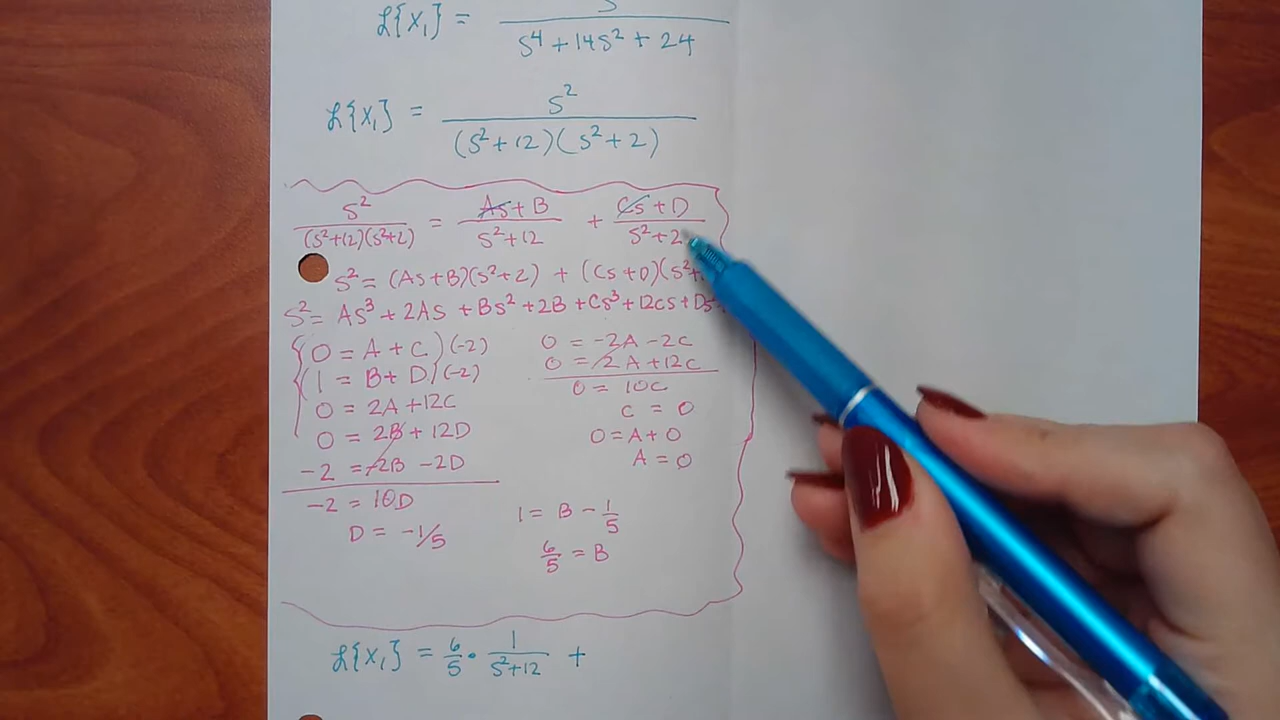 ℒ{x₁} = s / (s⁴ + 14s² + 24)
ℒ{x₁} = s² / ((s²+12)(s²+2))
s² / ((s²+12)(s²+2)) = (As + B) / (s²+12) + (Cs + D) / (s²+2)
s² = (As+B)(s²+2) + (Cs+D)(s²+
s² = As³ + 2As + Bs² + 2B + Cs³ + 12Cs + Ds
0 = A + C) (-2)
1 = B + D) (-2)
0 = 2A + 12C
0 = 2B + 12D
-2 = -2B - 2D
-2 = 10D
D = -1/5
0 = -2A - 2C
0 = 2A + 12C
0 = 10C
C = 0
0 = A + 0
A = 0
1 = B - 1/5
6/5 = B
ℒ{x₁} = 6/5 · 1/(s²+12) +